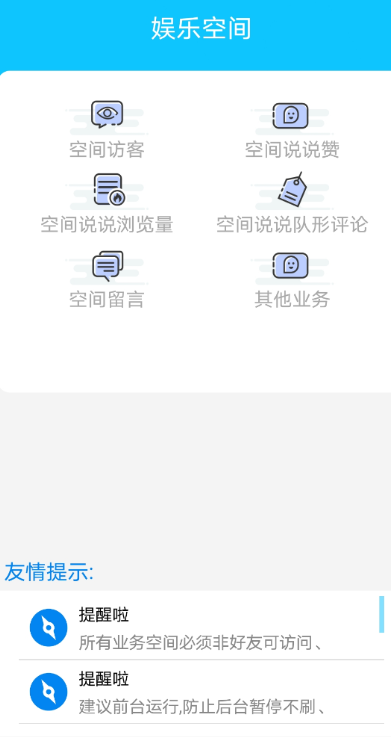 娱乐空间
空间访客
空间说说赞
空间说说浏览量
空间说说队形评论
空间留言
其他业务
友情提示:
提醒啦
所有业务空间必须非好友可访问、
提醒啦
建议前台运行,防止后台暂停不刷、